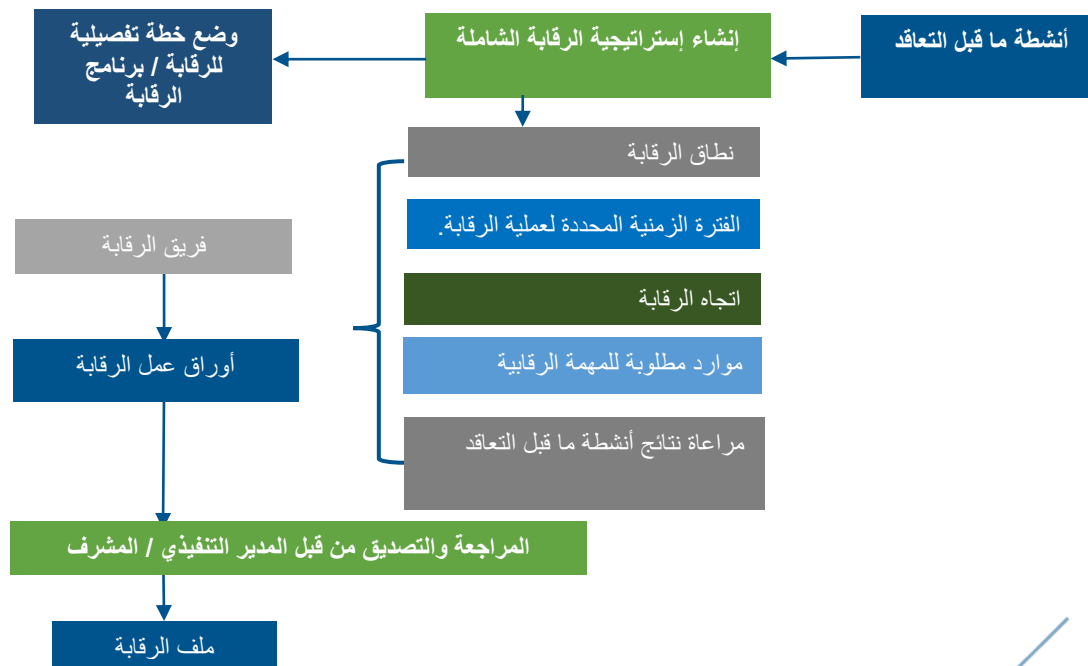 أنشطة ما قبل التعاقد
إنشاء إستراتيجية الرقابة الشاملة
وضع خطة تفصيلية
للرقابة / برنامج
الرقابة
نطاق الرقابة
الفترة الزمنية المحددة لعملية الرقابة.
اتجاه الرقابة
موارد مطلوبة للمهمة الرقابية
مراعاة نتائج أنشطة ما قبل التعاقد
فريق الرقابة
أوراق عمل الرقابة
المراجعة والتصديق من قبل المدير التنفيذي / المشرف
ملف الرقابة